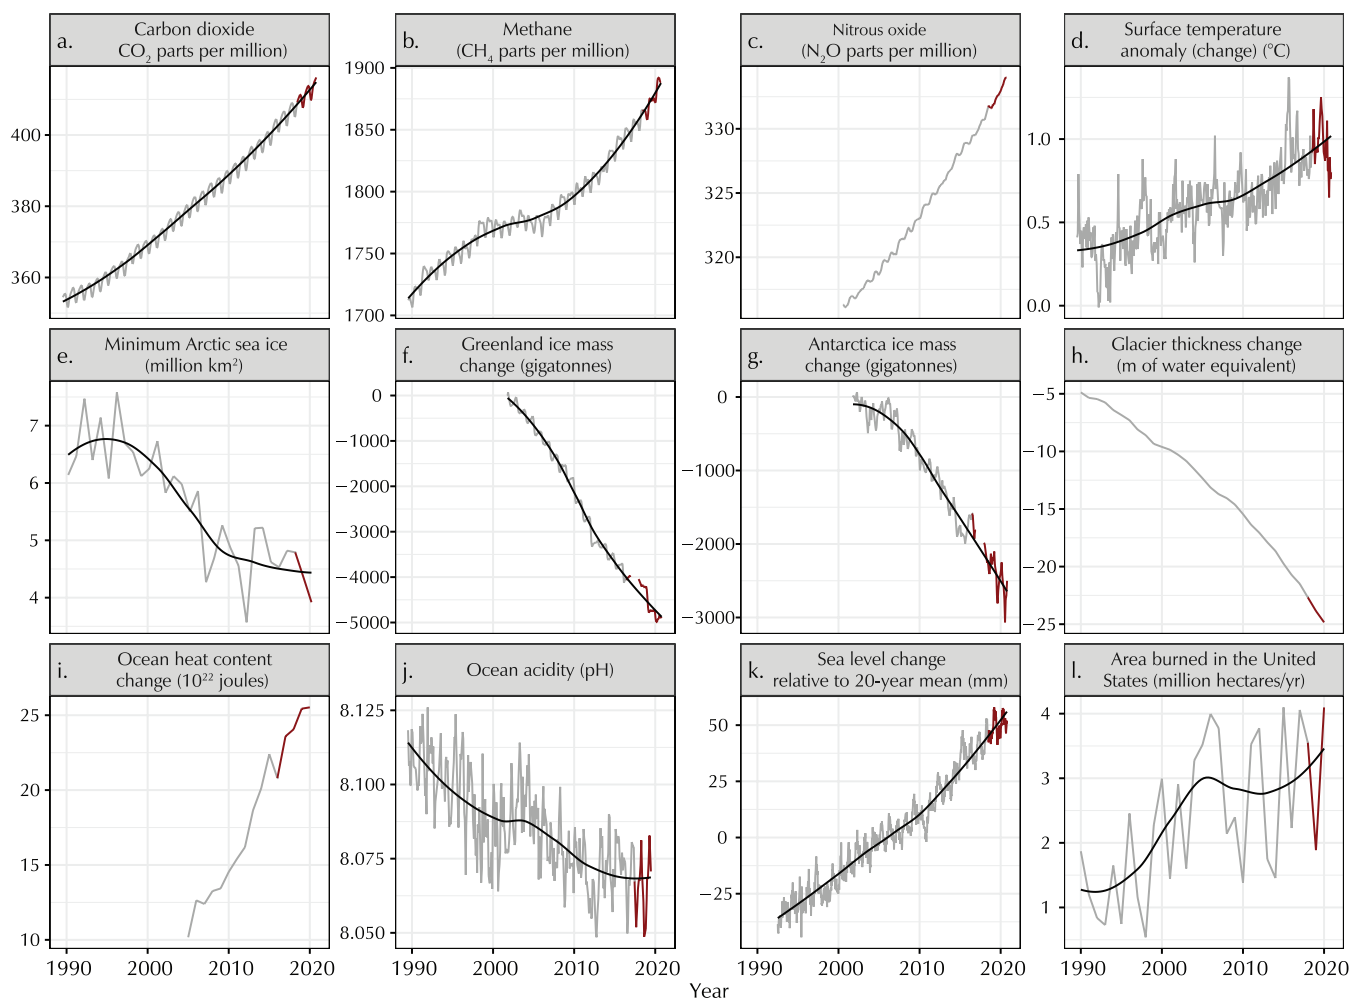 a. Carbon dioxide
CO2 parts per million)
b. Methane
(CH4 parts per million)
c. Nitrous oxide
(N2O parts per million)
d. Surface temperature
anomaly (change) (°C)
400
380
360
1900
1850
1800
1750
1700
330
325
320
1990 2000 2010 2020
1.0
0.5
0.0
e. Minimum Arctic sea ice
(million km²)
f. Greenland ice mass
change (gigatonnes)
g. Antarctica ice mass
change (gigatonnes)
h. Glacier thickness change
(m of water equivalent)
7
6
5
4
0
−1000
−2000
−3000
−4000
−5000
0
−1000
−2000
−3000
−5
−10
−15
−20
−25
i. Ocean heat content
change (10²² joules)
j. Ocean acidity (pH)
k. Sea level change
relative to 20-year mean (mm)
l. Area burned in the United
States (million hectares/yr)
25
20
15
10
8.125
8.100
8.075
8.050
50
25
0
−25
4
3
2
1
1990 2000 2010 2020
1990 2000 2010 2020
1990 2000 2010 2020
1990 2000 2010 2020
Year